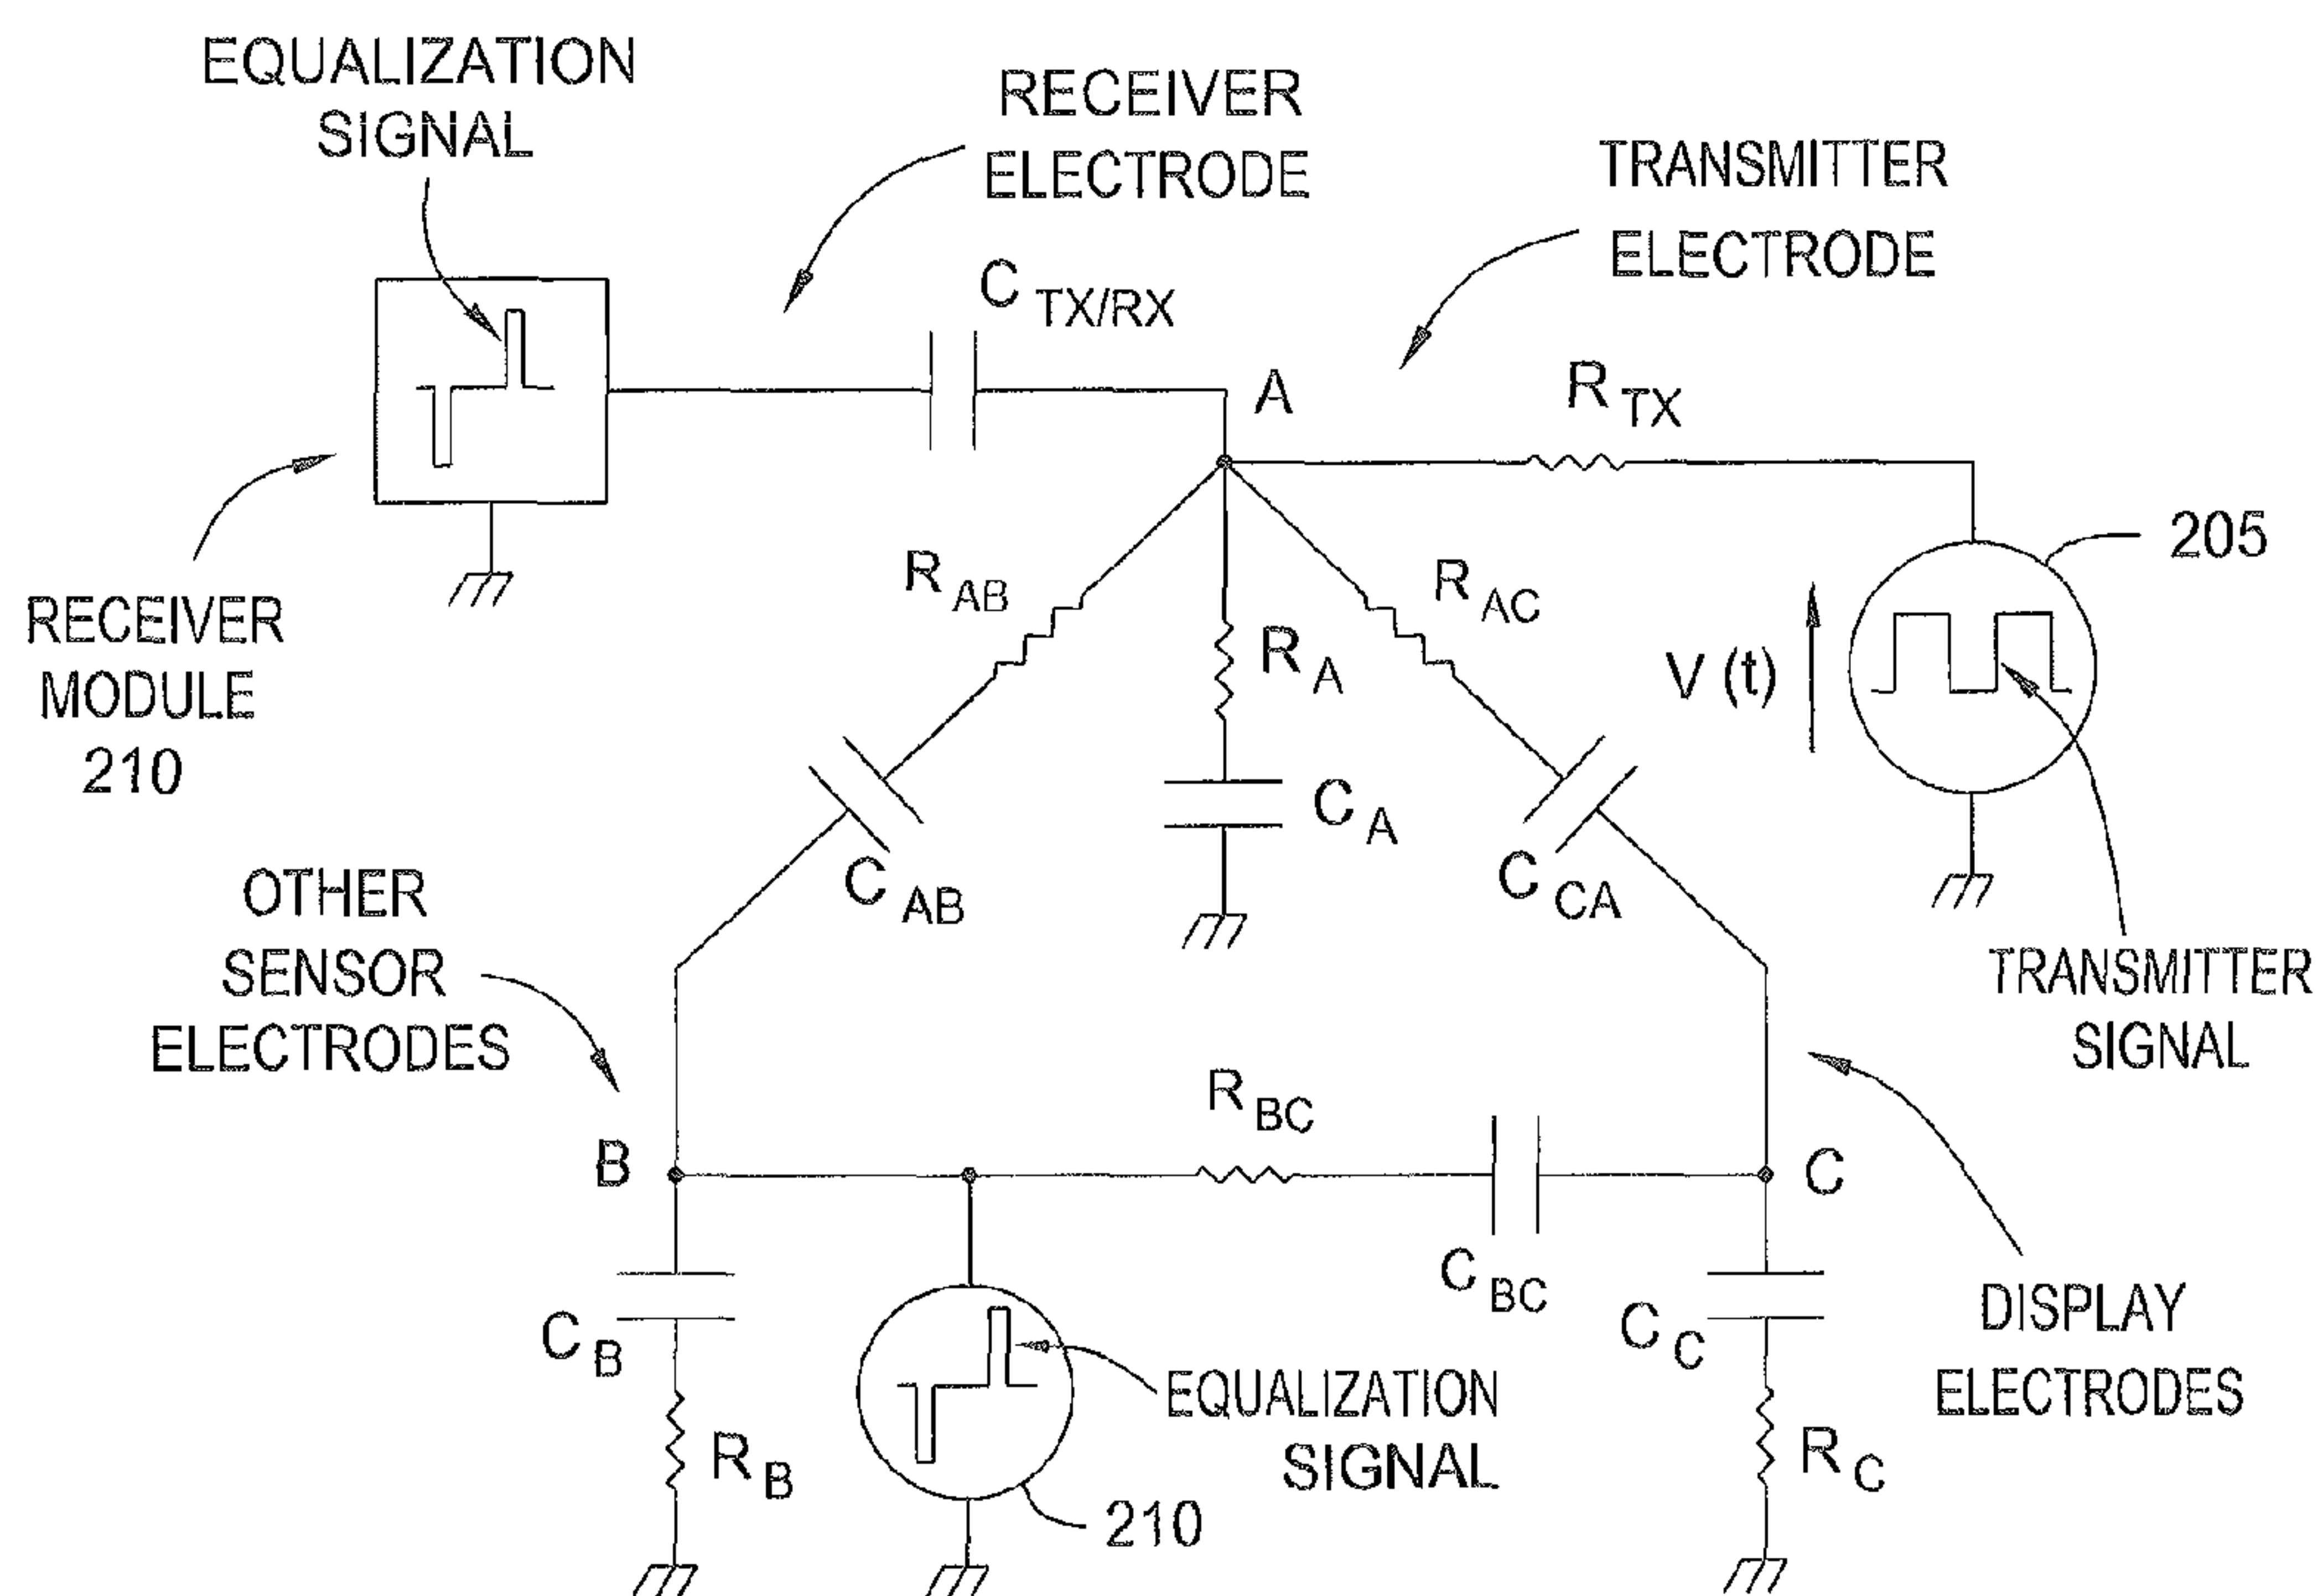 EQUALIZATION
SIGNAL
RECEIVER
ELECTRODE
TRANSMITTER
ELECTRODE
C TX/RX
A
R TX
205
RECEIVER
MODULE
210
R AB
R A
R AC
V (t)
C AB
C A
C CA
TRANSMITTER
SIGNAL
OTHER
SENSOR
ELECTRODES
B
R BC
C
C BC
C B
R B
EQUALIZATION
SIGNAL
210
C C
R C
DISPLAY
ELECTRODES